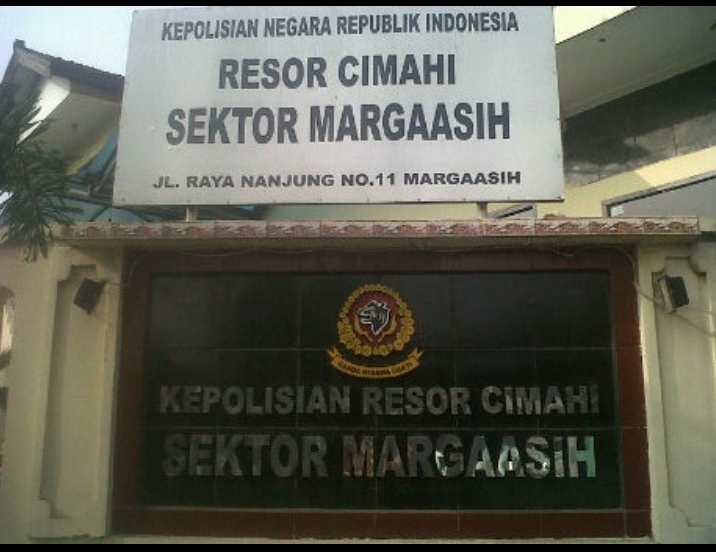 KEPOLISIAN NEGARA REPUBLIK INDONESIA
RESOR CIMAHI
SEKTOR MARGAASIH
JL. RAYA NANJUNG NO.11 MARGAASIH
KEPOLISIAN RESOR CIMAHI
SEKTOR MARGAASIH